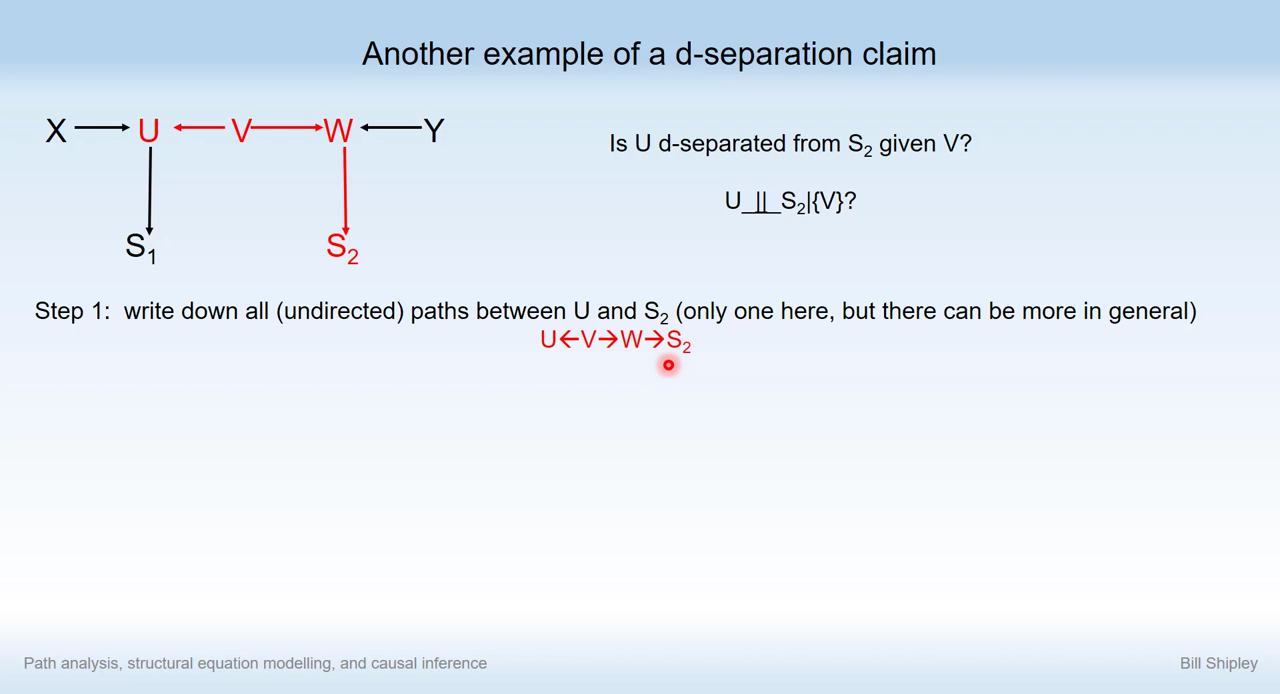 Another example of a d-separation claim
X → U ← V → W ← Y
Is U d-separated from S₂ given V?
U_||_S₂|{V}?
S₁ S₂
Step 1: write down all (undirected) paths between U and S₂ (only one here, but there can be more in general)
U←V→W→S₂
Path analysis, structural equation modelling, and causal inference
Bill Shipley